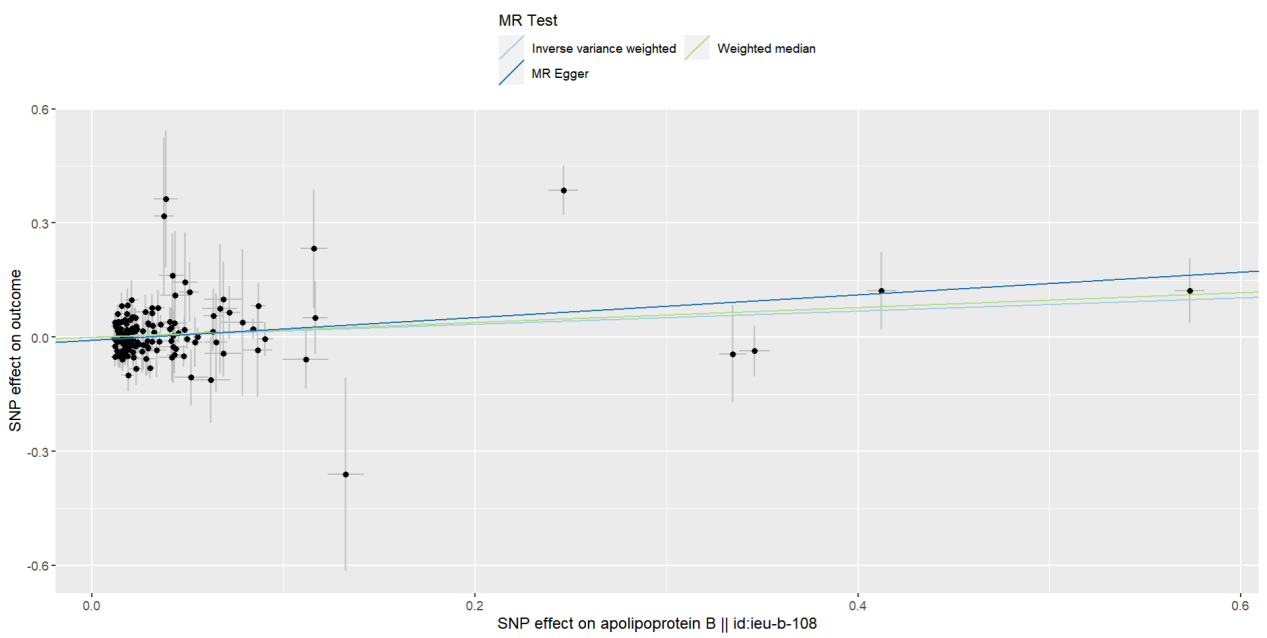 MR Test
Inverse variance weighted
Weighted median
MR Egger
0.6
0.3
0.0
-0.3
-0.6
SNP effect on outcome
0.0
0.2
0.4
0.6
SNP effect on apolipoprotein B || id:ieu-b-108